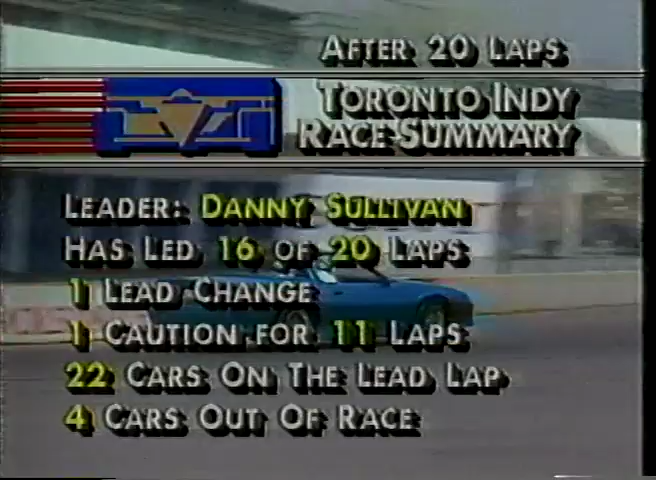 AFTER 20 LAPS
TORONTO INDY
RACE SUMMARY
LEADER: DANNY SULLIVAN
HAS LED 16 OF 20 LAPS
1 LEAD CHANGE
1 CAUTION FOR 11 LAPS
22 CARS ON THE LEAD LAP
4 CARS OUT OF RACE